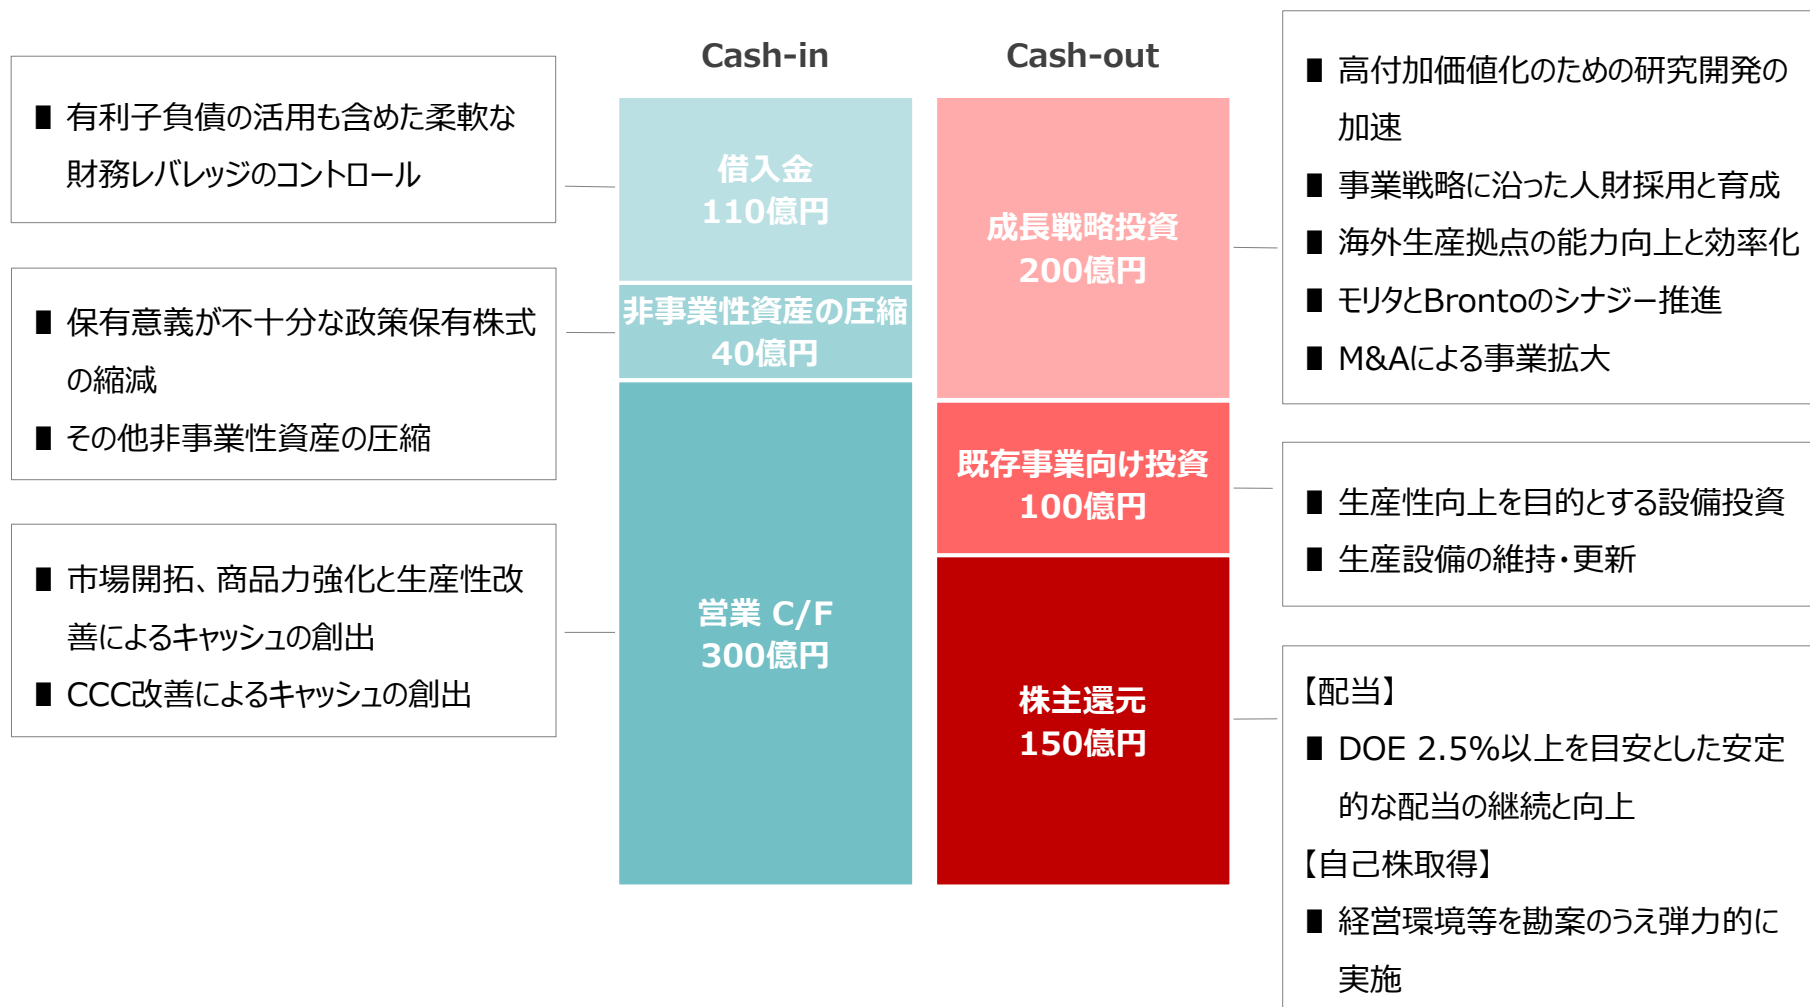 Cash-in
Cash-out
■ 有利子負債の活用も含めた柔軟な
財務レバレッジのコントロール
■ 保有意義が不十分な政策保有株式
の縮減
■ その他非事業性資産の圧縮
■ 市場開拓、商品力強化と生産性改
善によるキャッシュの創出
■ CCC改善によるキャッシュの創出
借入金
110億円
非事業性資産の圧縮
40億円
営業 C/F
300億円
成長戦略投資
200億円
既存事業向け投資
100億円
株主還元
150億円
■ 高付加価値化のための研究開発の
加速
■ 事業戦略に沿った人財採用と育成
■ 海外生産拠点の能力向上と効率化
■ モリタとBrontoのシナジー推進
■ M&Aによる事業拡大
■ 生産性向上を目的とする設備投資
■ 生産設備の維持・更新
【配当】
■ DOE 2.5%以上を目安とした安定
的な配当の継続と向上
【自己株取得】
■ 経営環境等を勘案のうえ弾力的に
実施